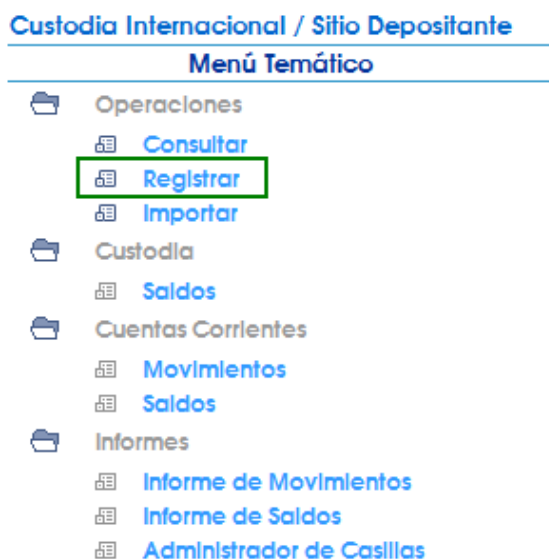 Custodia Internacional / Sitio Depositante
Menú Temático
Operaciones
Consultar
Registrar
Importar
Custodia
Saldos
Cuentas Corrientes
Movimientos
Saldos
Informes
Informe de Movimientos
Informe de Saldos
Administrador de Casillas